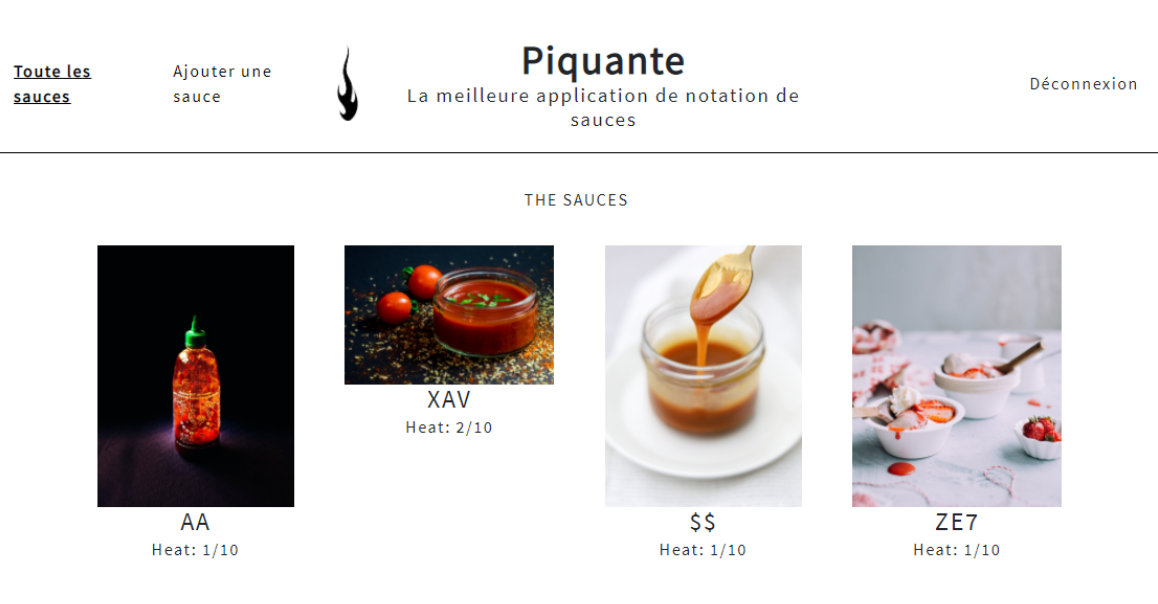 Toute les
sauces
Ajouter une
sauce
Piquante
La meilleure application de notation de
sauces
Déconnexion
THE SAUCES
AA
Heat: 1/10
XAV
Heat: 2/10
$$
Heat: 1/10
ZE7
Heat: 1/10